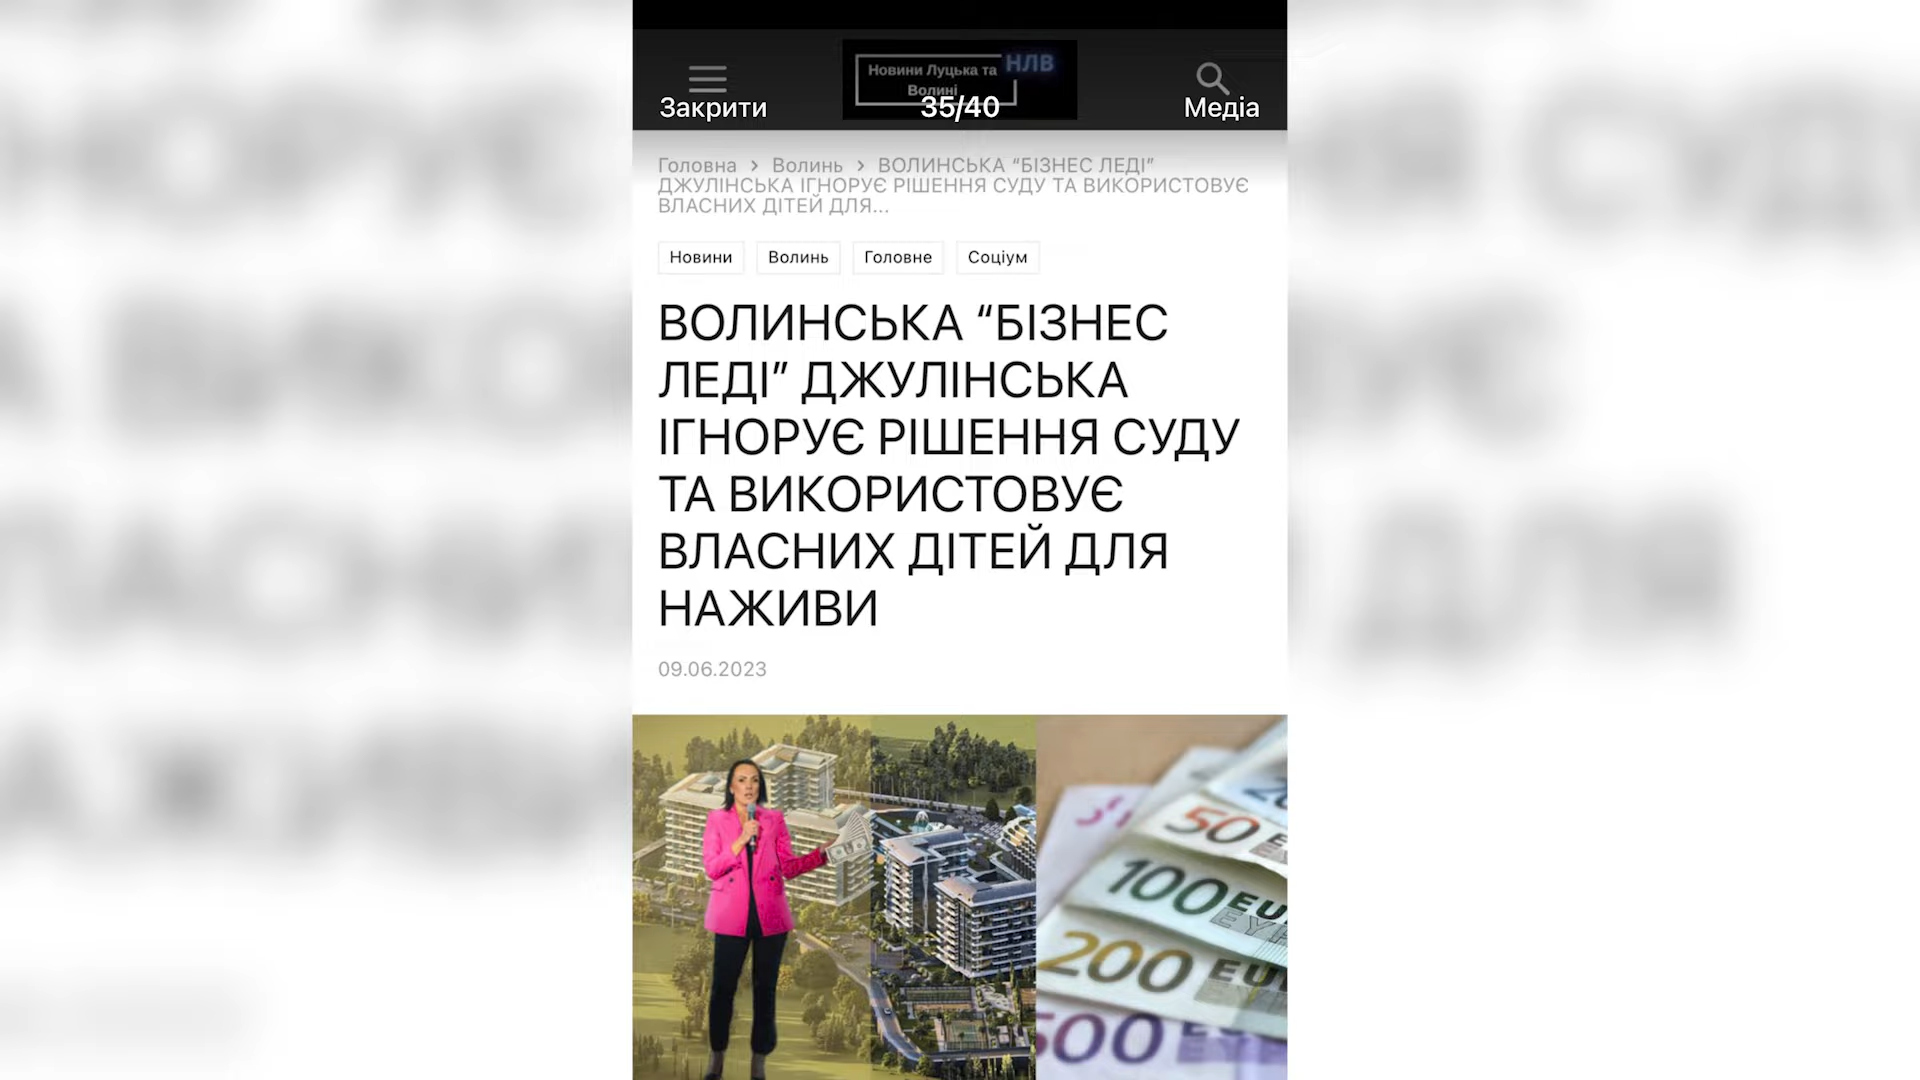 Новини Луцька та
Волині
НЛВ
Закрити
35/40
Медіа
Головна > Волинь > ВОЛИНСЬКА “БІЗНЕС ЛЕДІ”
ДЖУЛІНСЬКА ІГНОРУЄ РІШЕННЯ СУДУ ТА ВИКОРИСТОВУЄ
ВЛАСНИХ ДІТЕЙ ДЛЯ...
Новини Волинь Головне Соціум
ВОЛИНСЬКА “БІЗНЕС
ЛЕДІ” ДЖУЛІНСЬКА
ІГНОРУЄ РІШЕННЯ СУДУ
ТА ВИКОРИСТОВУЄ
ВЛАСНИХ ДІТЕЙ ДЛЯ
НАЖИВИ
09.06.2023
50
100 EU
200 EU
500